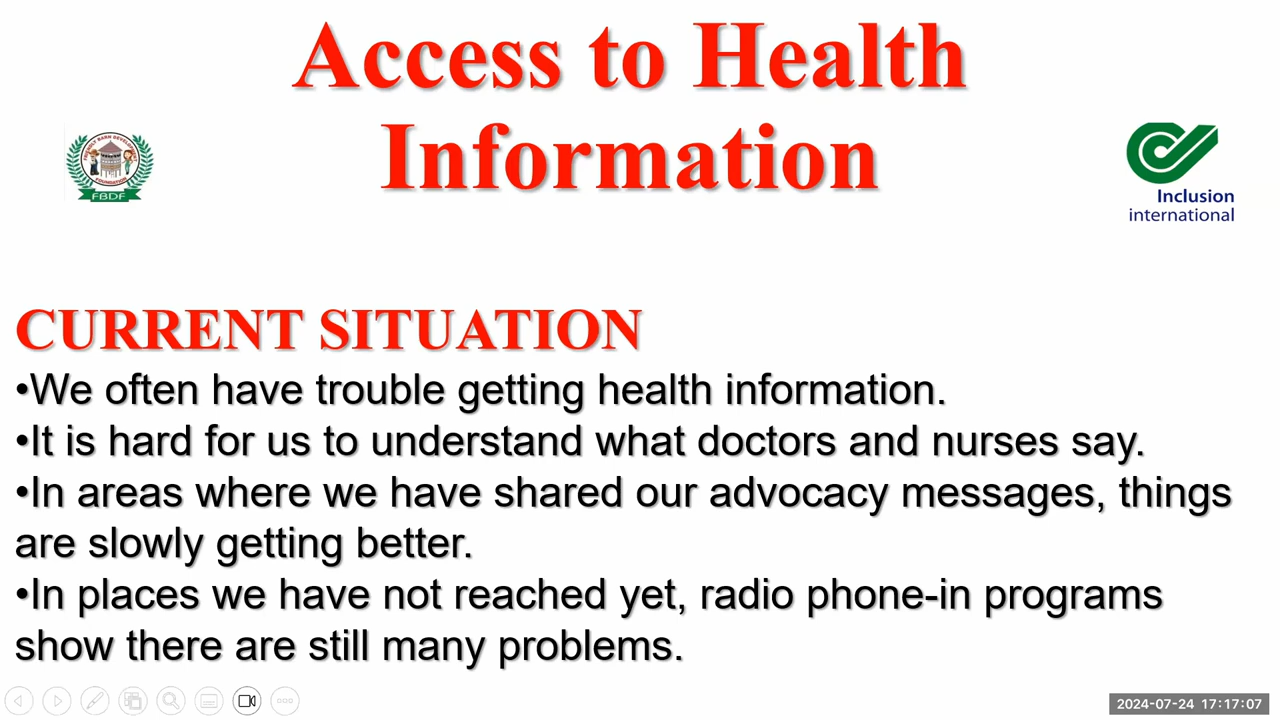 Access to Health
Information
FBDF
Inclusion
international
CURRENT SITUATION
•We often have trouble getting health information.
•It is hard for us to understand what doctors and nurses say.
•In areas where we have shared our advocacy messages, things
are slowly getting better.
•In places we have not reached yet, radio phone-in programs
show there are still many problems.
2024-07-24 17:17:07